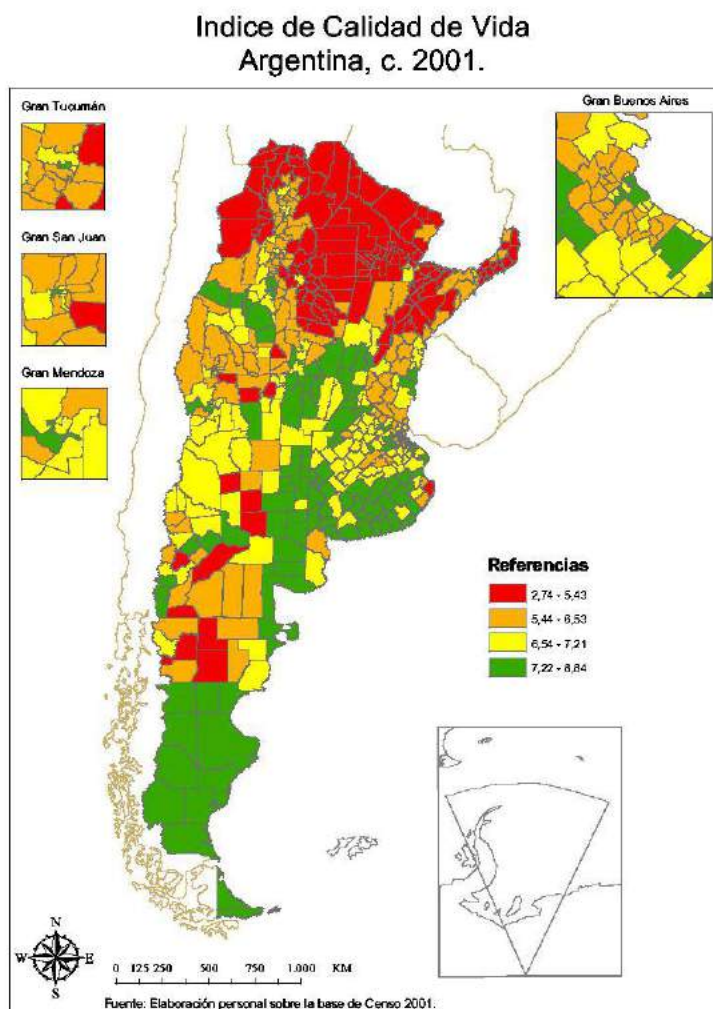 Indice de Calidad de Vida
Argentina, c. 2001.
Gran Tucumán
Gran Buenos Aires
Gran San Juan
Gran Mendoza
Referencias
2,74 - 5,43
5,44 - 6,53
6,54 - 7,21
7,22 - 8,84
N
W E
S
0 125 250 500 750 1.000 KM
Fuente: Elaboración personal sobre la base de Censo 2001.